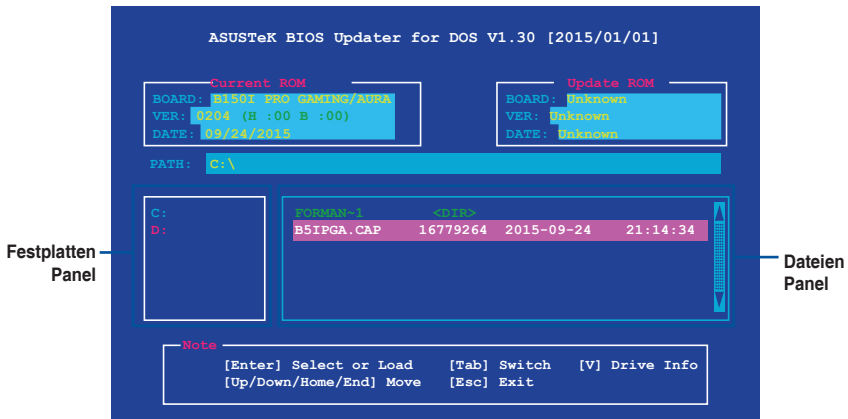 ASUSTeK BIOS Updater for DOS V1.30 [2015/01/01]
Current ROM
BOARD: B150I PRO GAMING/AURA
VER: 0204 (H :00 B :00)
DATE: 09/24/2015
Update ROM
BOARD: Unknown
VER: Unknown
DATE: Unknown
PATH: C:\
C:
D:
FORMAN~1 <DIR>
B5IPGA.CAP 16779264 2015-09-24 21:14:34
Festplatten
Panel
Dateien
Panel
Note
[Enter] Select or Load [Tab] Switch [V] Drive Info
[Up/Down/Home/End] Move [Esc] Exit